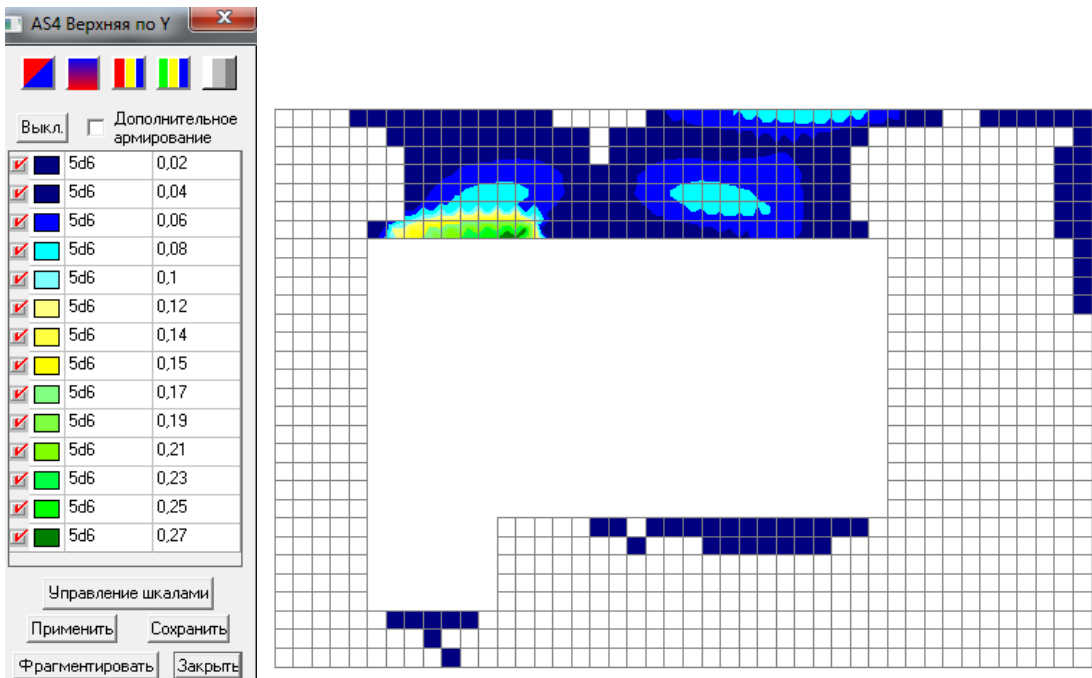 AS4 Верхняя по Y
Выкл.
Дополнительное
армирование
5d6 0,02
5d6 0,04
5d6 0,06
5d6 0,08
5d6 0,1
5d6 0,12
5d6 0,14
5d6 0,15
5d6 0,17
5d6 0,19
5d6 0,21
5d6 0,23
5d6 0,25
5d6 0,27
Управление шкалами
Применить Сохранить
Фрагментировать Закрыть